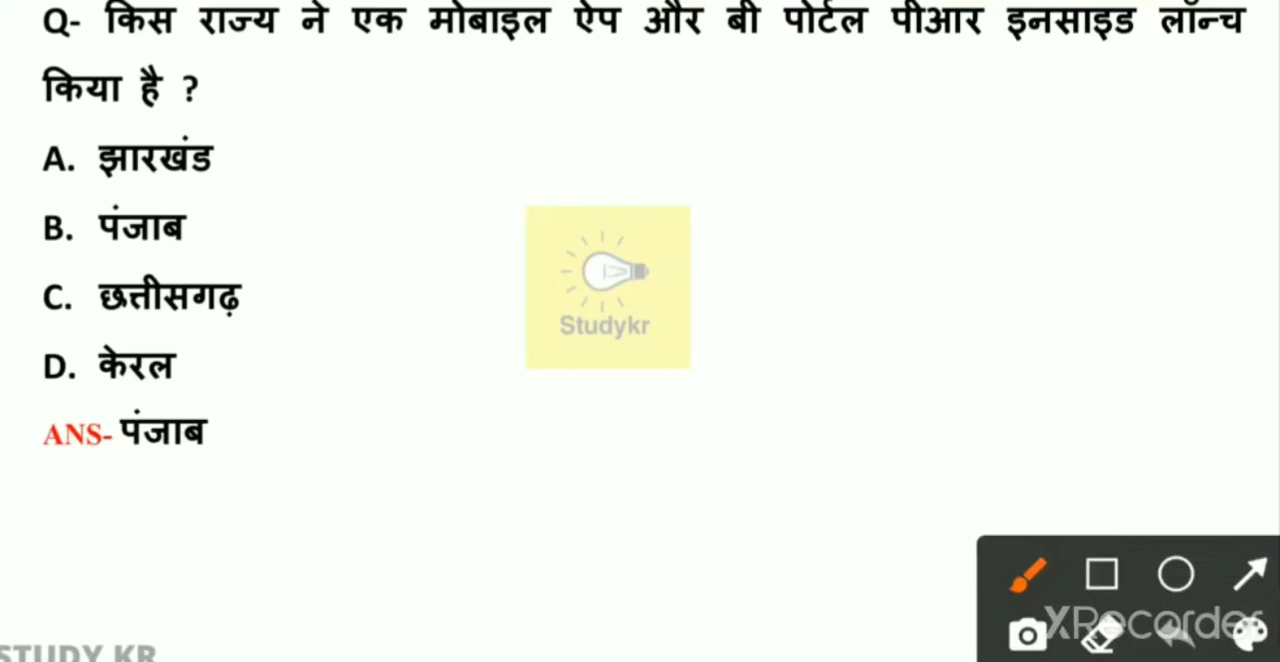 Q- किस राज्य ने एक मोबाइल ऐप और बी पोर्टल पीआर इनसाइड लॉन्च
किया है ?
A. झारखंड
B. पंजाब
C. छत्तीसगढ़
D. केरल
ANS- पंजाब
Studykr
XRecorder
STUDY KR